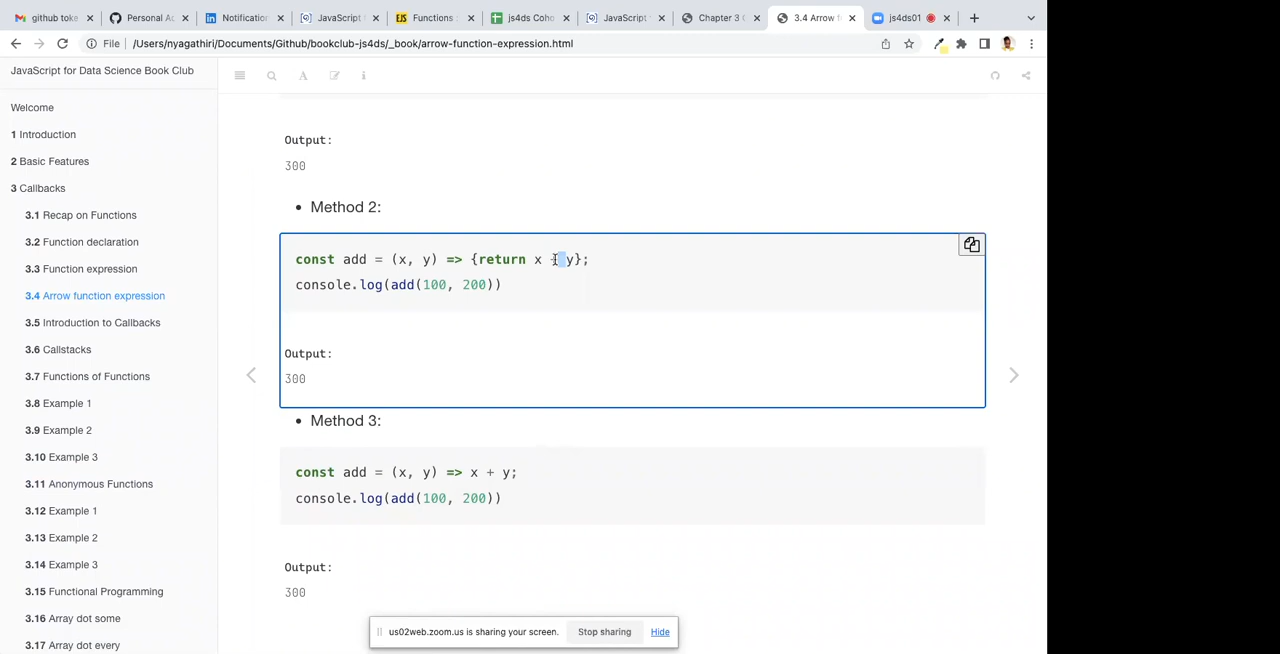 github toke
Personal Ac
Notification
JavaScript
Functions
js4ds Coho
JavaScript
Chapter 3
3.4 Arrow f
js4ds01
File | /Users/nyagathiri/Documents/Github/bookclub-js4ds/_book/arrow-function-expression.html
JavaScript for Data Science Book Club
Welcome
1 Introduction
2 Basic Features
3 Callbacks
3.1 Recap on Functions
3.2 Function declaration
3.3 Function expression
3.4 Arrow function expression
3.5 Introduction to Callbacks
3.6 Callstacks
3.7 Functions of Functions
3.8 Example 1
3.9 Example 2
3.10 Example 3
3.11 Anonymous Functions
3.12 Example 1
3.13 Example 2
3.14 Example 3
3.15 Functional Programming
3.16 Array dot some
3.17 Array dot every
Output:
300
• Method 2:
const add = (x, y) => {return x + y};
console.log(add(100, 200))
Output:
300
• Method 3:
const add = (x, y) => x + y;
console.log(add(100, 200))
Output:
300
us02web.zoom.us is sharing your screen. Stop sharing Hide